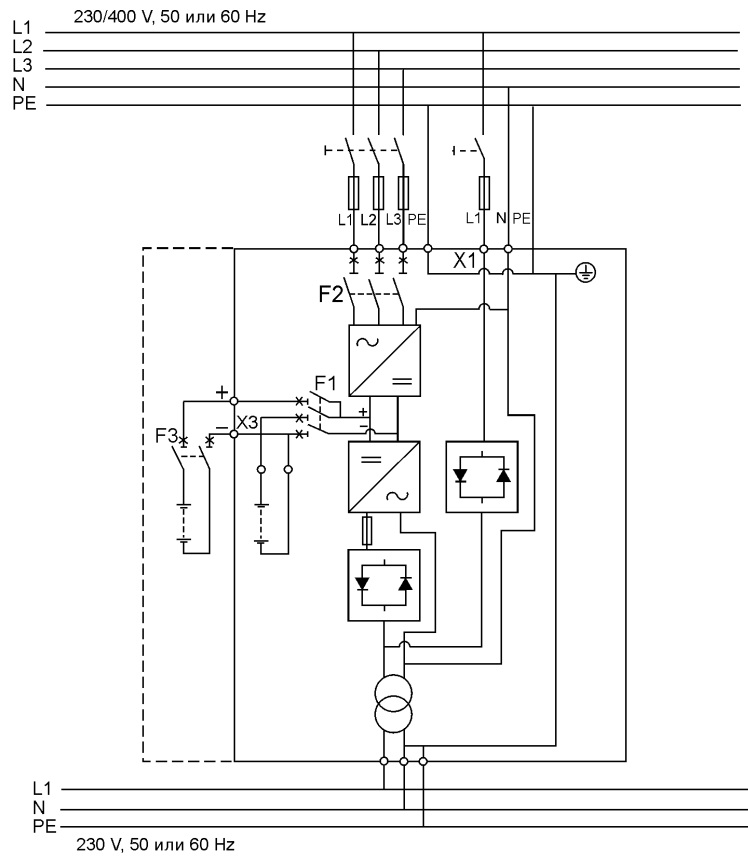 230/400 V, 50 или 60 Hz
L1
L2
L3
N
PE
L1 L2 L3 PE L1 N PE
X1
F2
F1
+ +
X3
− −
F3
L1
N
PE
230 V, 50 или 60 Hz